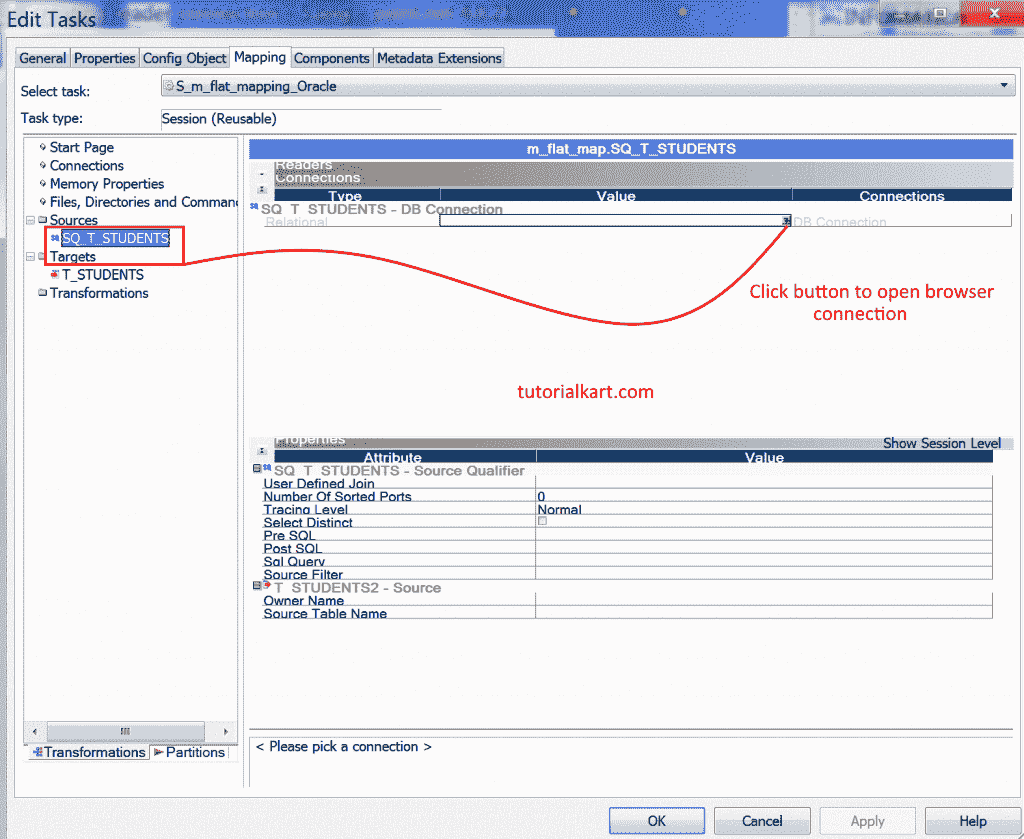 Edit Tasks
General Properties Config Object Mapping Components Metadata Extensions
Select task: S_m_flat_mapping_Oracle
Task type: Session (Reusable)
Start Page
Connections
Memory Properties
Files, Directories and Comman
Sources
SQ_T_STUDENTS
Targets
T_STUDENTS
Transformations
Transformations Partitions
m_flat_map.SQ_T_STUDENTS
Readers
Connections
Type Value Connections
SQ_T_STUDENTS - DB Connection
Relational DB Connection
Click button to open browser
connection
tutorialkart.com
Properties
Show Session Level
Attribute Value
SQ_T_STUDENTS - Source Qualifier
User Defined Join
Number Of Sorted Ports 0
Tracing Level Normal
Select Distinct
Pre SQL
Post SQL
Sql Query
Source Filter
T_STUDENTS2 - Source
Owner Name
Source Table Name
< Please pick a connection >
OK Cancel Apply Help